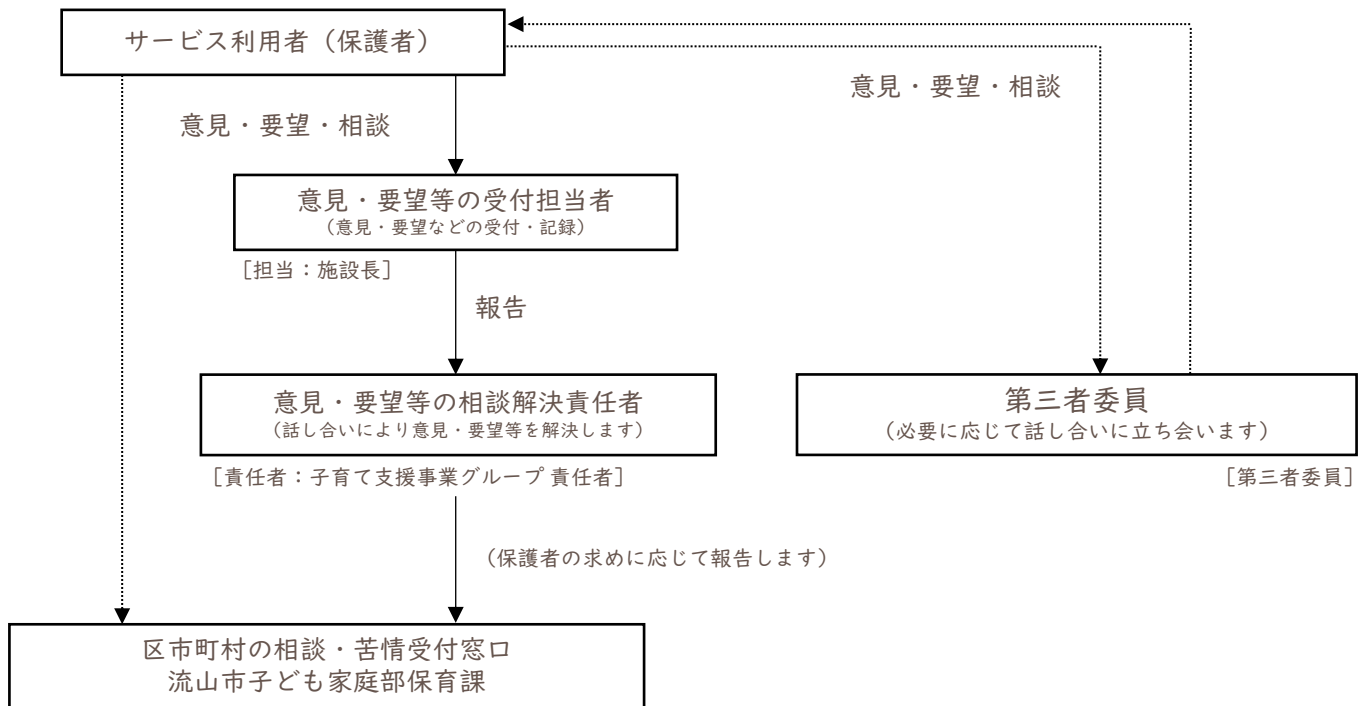 サービス利用者（保護者）
意見・要望・相談
意見・要望・相談
意見・要望等の受付担当者
（意見・要望などの受付・記録）
［担当：施設長］
報告
意見・要望等の相談解決責任者
（話し合いにより意見・要望等を解決します）
［責任者：子育て支援事業グループ 責任者］
第三者委員
（必要に応じて話し合いに立ち会います）
［第三者委員］
（保護者の求めに応じて報告します）
区市町村の相談・苦情受付窓口
流山市子ども家庭部保育課